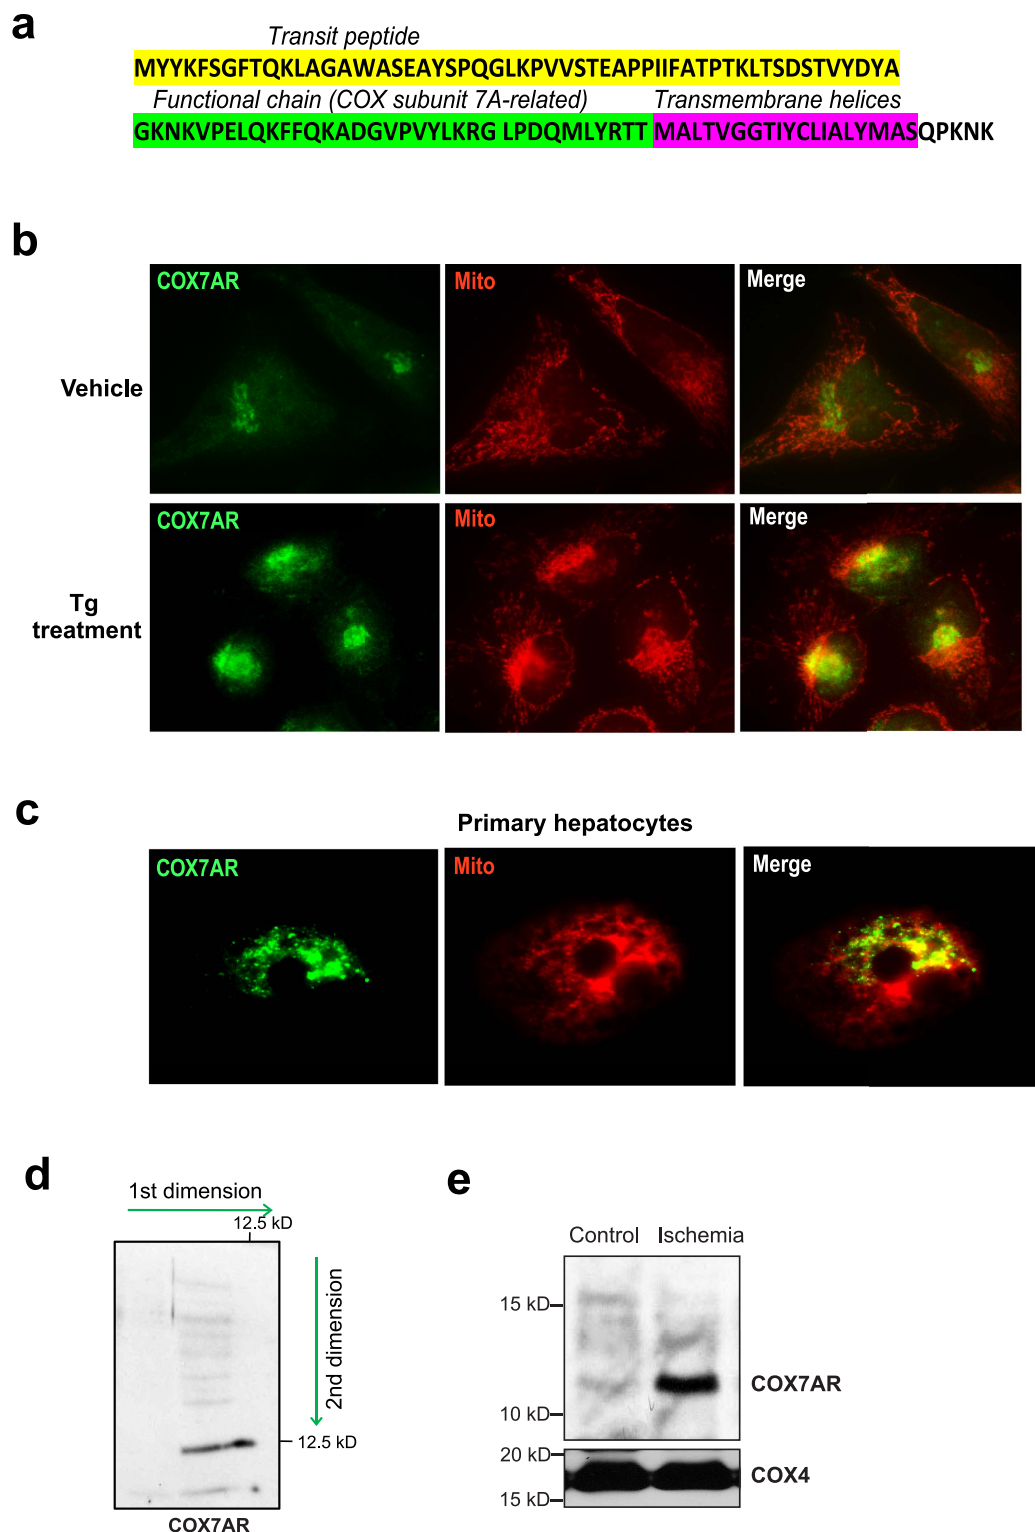 a
Transit peptide
MYYKFSGFTQKLAGAWASEAYSPQGLKPVVSTEAPPIIFATPTKLTSDSTVYDYA
Functional chain (COX subunit 7A-related) Transmembrane helices
GKNKVPELQKFFQKADGVPVYLKRG LPDQMLYRTT MALTVGGTIYCLIALYMASQPKNK
b
COX7AR Mito Merge
Vehicle
COX7AR Mito Merge
Tg
treatment
c
Primary hepatocytes
COX7AR Mito Merge
d
1st dimension
12.5 kD
2nd dimension
12.5 kD
COX7AR
e
Control Ischemia
15 kD
COX7AR
10 kD
20 kD
COX4
15 kD